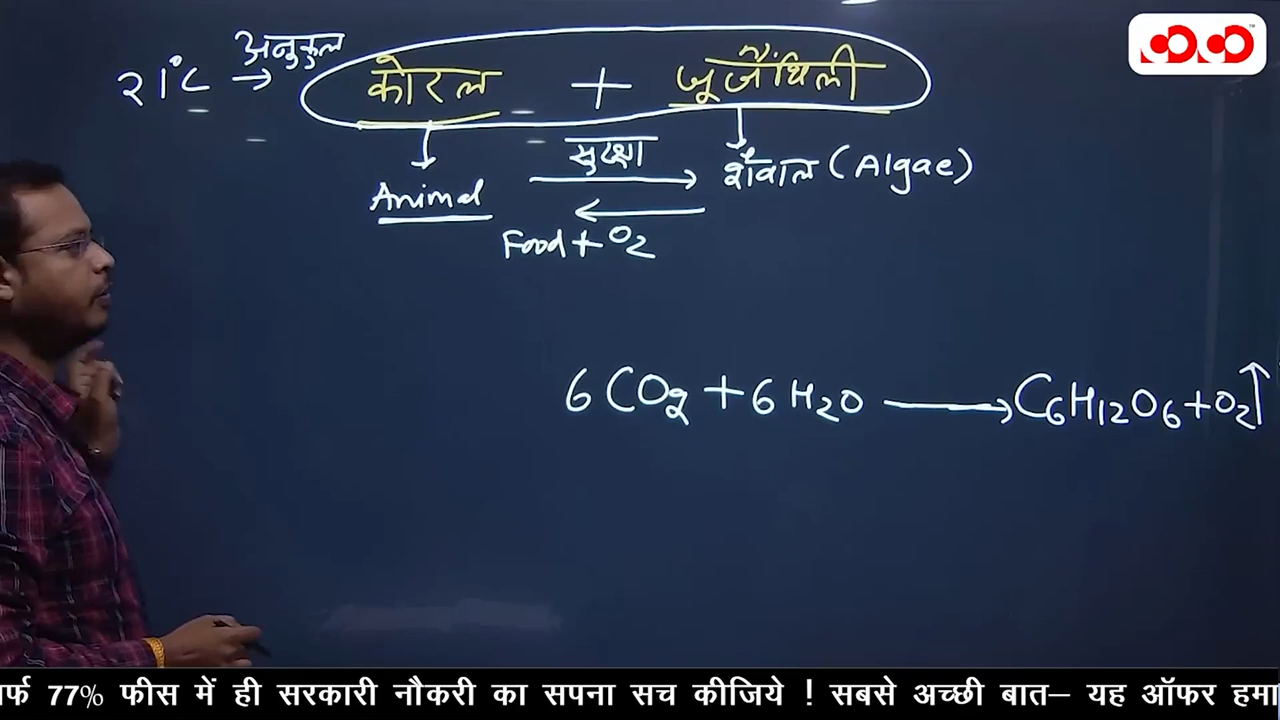 21°C → अनुकुल कोरल + जूजैंथिली
सुरक्षा
Animal → शैवाल (Algae)
←
Food + O2
6CO2 + 6H2O → C6H12O6 + O2↑
र्फ 77% फीस में ही सरकारी नौकरी का सपना सच कीजिये ! सबसे अच्छी बात– यह ऑफर हमा